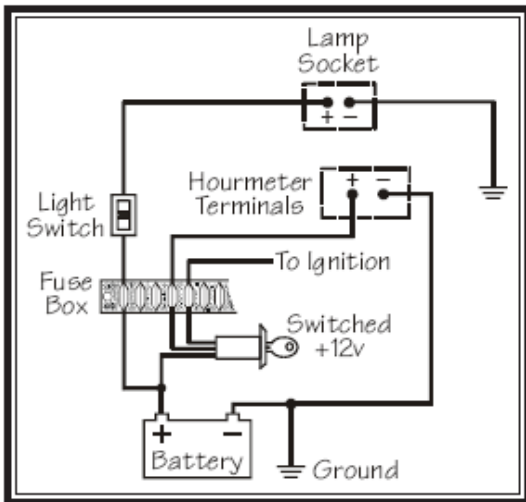 Lamp
Socket
+ −
Hourmeter
Terminals
+ −
Light
Switch
To Ignition
Fuse
Box
Switched
+12v
+ −
Battery
Ground